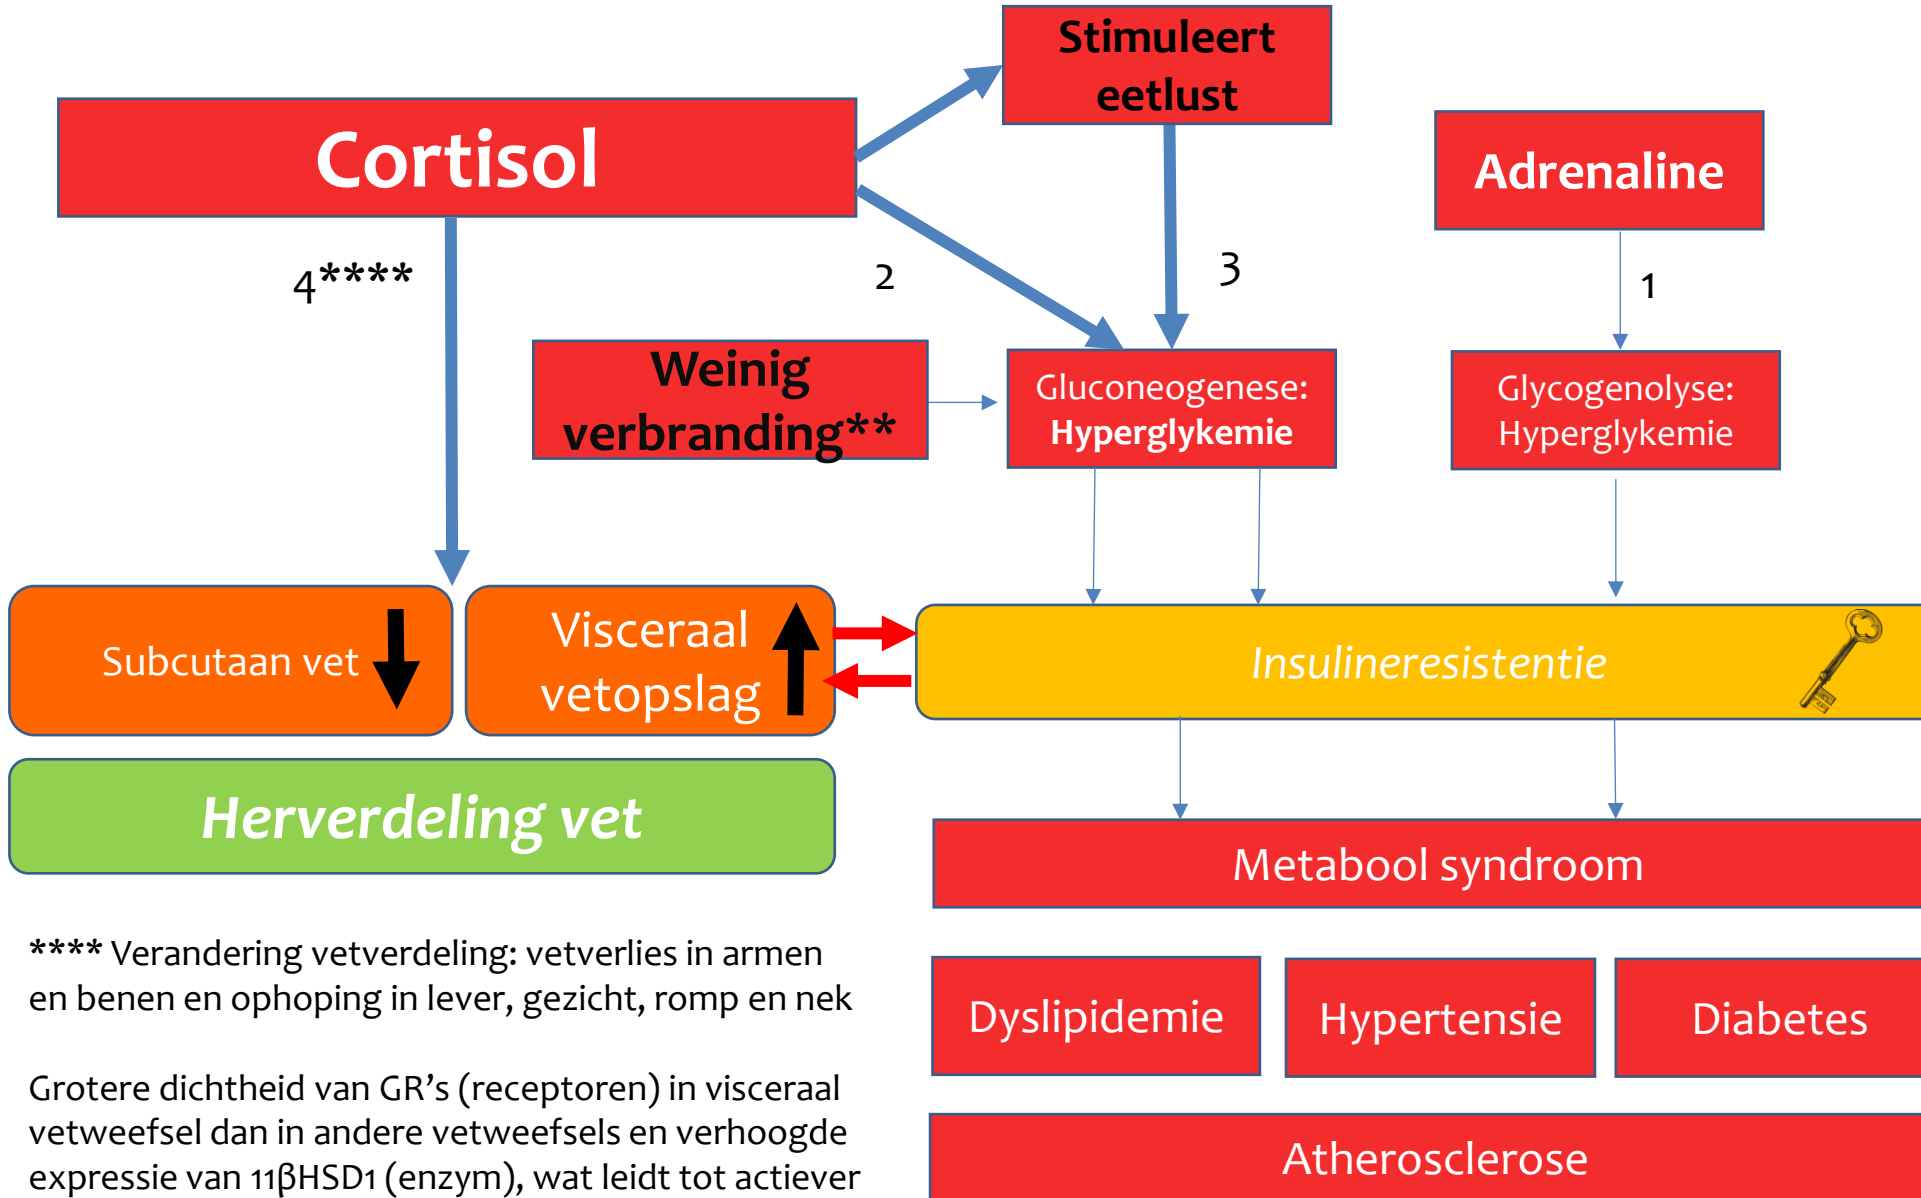 Stimuleert
eetlust
Cortisol
Adrenaline
4****
2
3
1
Weinig
verbranding**
Gluconeogenese:
Hyperglykemie
Glycogenolyse:
Hyperglykemie
Subcutaan vet
Visceraal
vetopslag
Insulineresistentie
Herverdeling vet
Metabool syndroom
**** Verandering vetverdeling: vetverlies in armen
en benen en ophoping in lever, gezicht, romp en nek
Dyslipidemie
Hypertensie
Diabetes
Grotere dichtheid van GR’s (receptoren) in visceraal
vetweefsel dan in andere vetweefsels en verhoogde
expressie van 11βHSD1 (enzym), wat leidt tot actiever
Atherosclerose